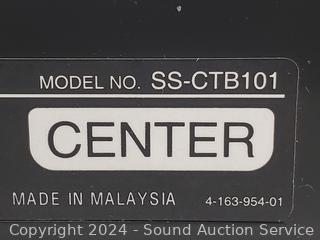 MODEL NO. SS-CTB101
CENTER
MADE IN MALAYSIA 4-163-954-01
Copyright 2024 - Sound Auction Service